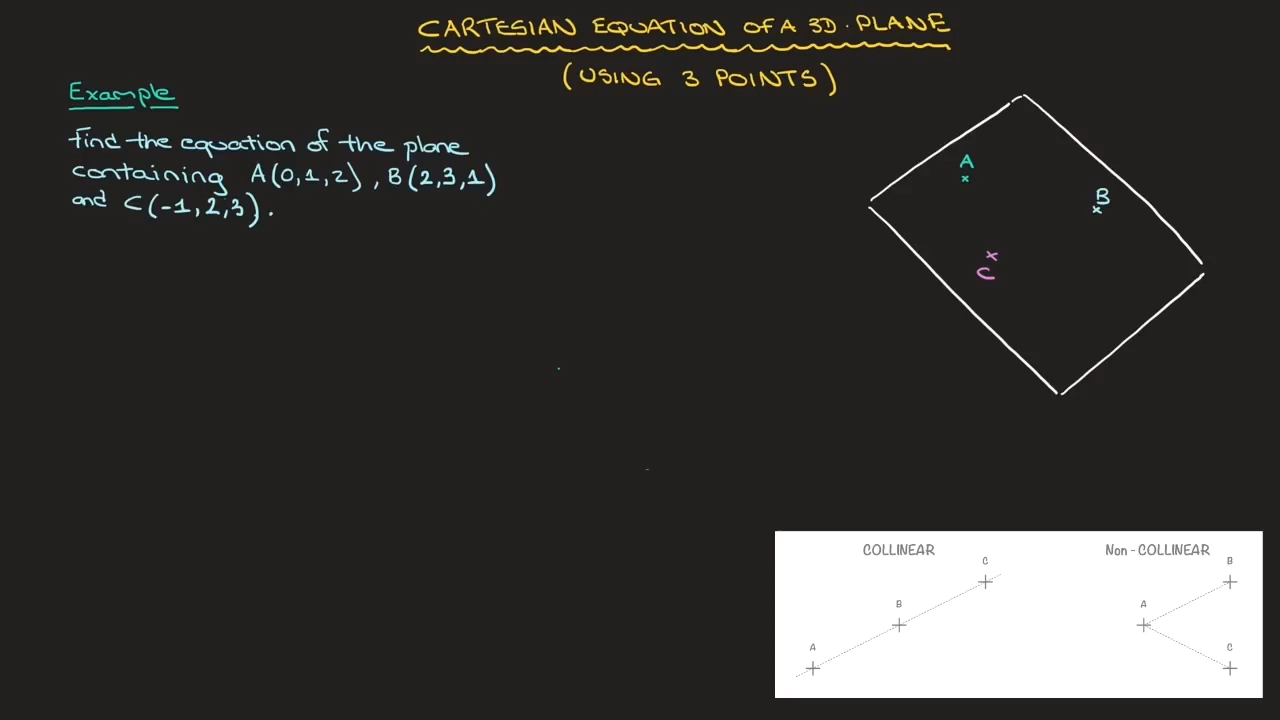 CARTESIAN EQUATION OF A 3D PLANE
(USING 3 POINTS)
Example
Find the equation of the plane
containing A(0,1,2), B(2,3,1)
and C(-1,2,3).
A
B
C
COLLINEAR
C
B
A
Non-COLLINEAR
B
A
C